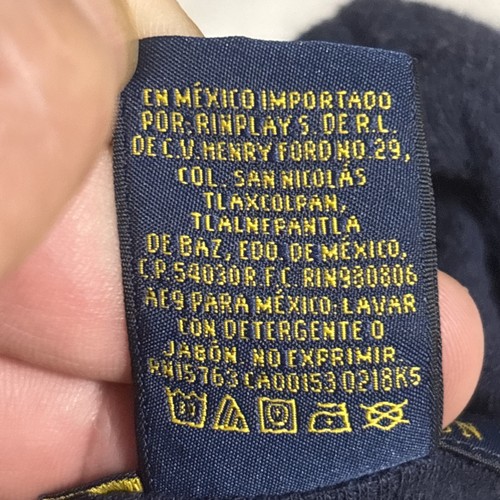 EN MÉXICO IMPORTADO
POR: RINPLAY S. DE R.L.
DE C.V. HENRY FORD NO. 29,
COL. SAN NICOLÁS
TLAXCOLPAN,
TLALNEPANTLA
DE BAZ, EDO. DE MÉXICO,
C.P 54030 R.F.C. RIN980806
AE9 PARA MÉXICO: LAVAR
CON DETERGENTE O
JABÓN. NO EXPRIMIR.
RN15763 CA00153 0218KS